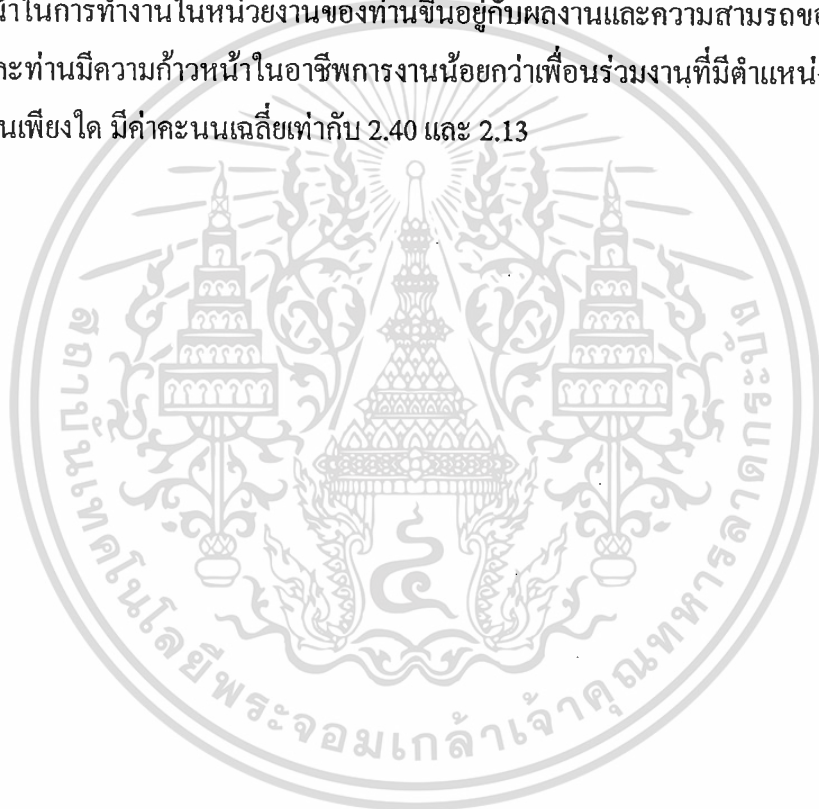 น้าในการทำงานในหน่วยงานของท่านขึ้นอยู่กับผลงานและความสามรถขอ
ละท่านมีความก้าวหน้าในอาชีพการงานน้อยกว่าเพื่อนร่วมงานที่มีตำแหน่
นเพียงใด มีค่าคะนนเฉลี่ยเท่ากับ 2.40 และ 2.13
สถาบันเทคโนโลยีพระจอมเกล้าเจ้าคุณทหารลาดกระบัง